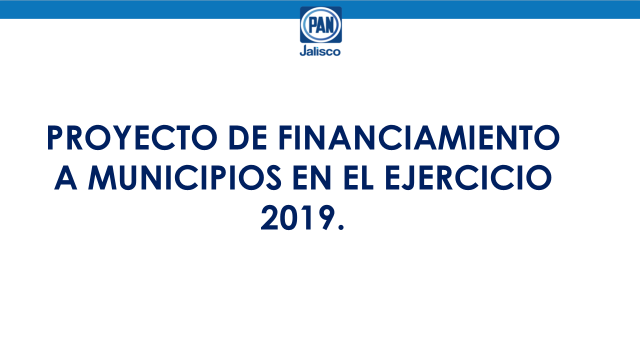 PAN
Jalisco
PROYECTO DE FINANCIAMIENTO
A MUNICIPIOS EN EL EJERCICIO
2019.